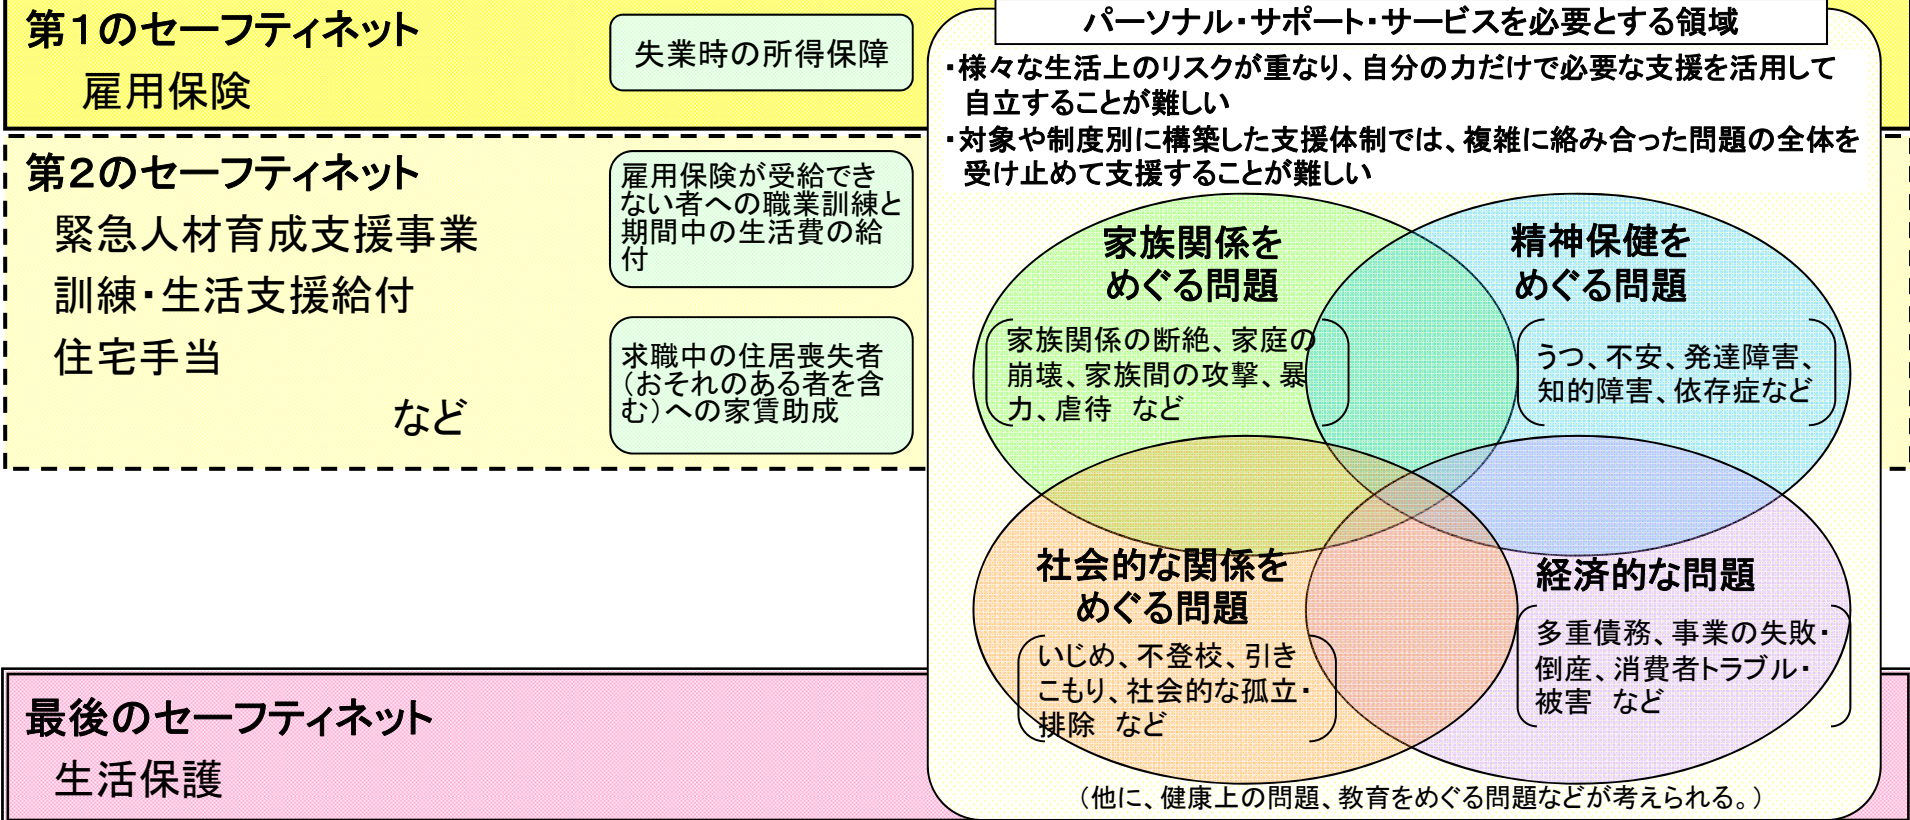 第1のセーフティネット
雇用保険
失業時の所得保障
第2のセーフティネット
緊急人材育成支援事業
訓練・生活支援給付
住宅手当
など
雇用保険が受給でき
ない者への職業訓練と
期間中の生活費の給
付
求職中の住居喪失者
（おそれのある者を含
む）への家賃助成
最後のセーフティネット
生活保護
パーソナル・サポート・サービスを必要とする領域
・様々な生活上のリスクが重なり、自分の力だけで必要な支援を活用して
自立することが難しい
・対象や制度別に構築した支援体制では、複雑に絡み合った問題の全体を
受け止めて支援することが難しい
家族関係を
めぐる問題
家族関係の断絶、家庭の
崩壊、家族間の攻撃、暴
力、虐待　など
精神保健を
めぐる問題
うつ、不安、発達障害、
知的障害、依存症など
社会的な関係を
めぐる問題
いじめ、不登校、引き
こもり、社会的な孤立・
排除　など
経済的な問題
多重債務、事業の失敗・
倒産、消費者トラブル・
被害　など
（他に、健康上の問題、教育をめぐる問題などが考えられる。）